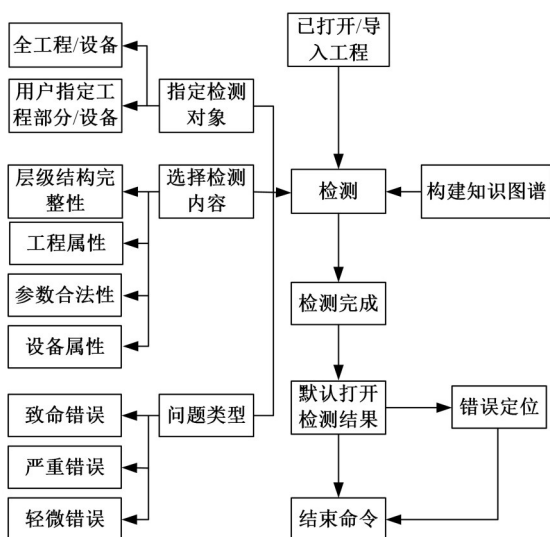 全工程/设备
已打开/导
入工程
用户指定工
程部分/设备
指定检测
对象
层级结构完
整性
选择检测
内容
检测
构建知识图谱
工程属性
参数合法性
检测完成
设备属性
致命错误
问题类型
默认打开
检测结果
错误定位
严重错误
轻微错误
结束命令